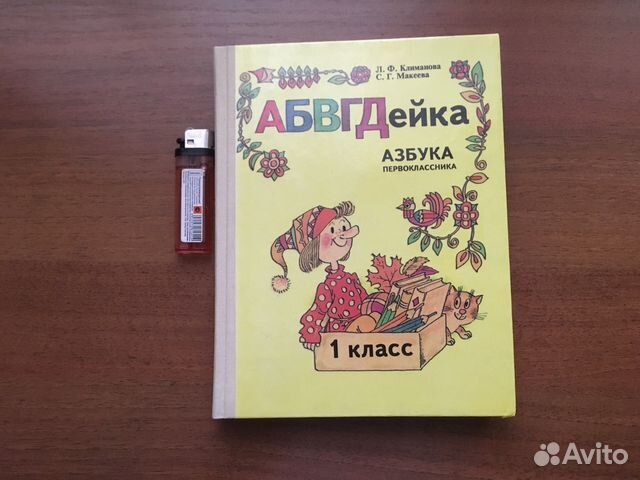 Л. Ф. Климанова
С. Г. Макеева
АБВГДейка
АЗБУКА
ПЕРВОКЛАССНИКА
1 класс
Avito